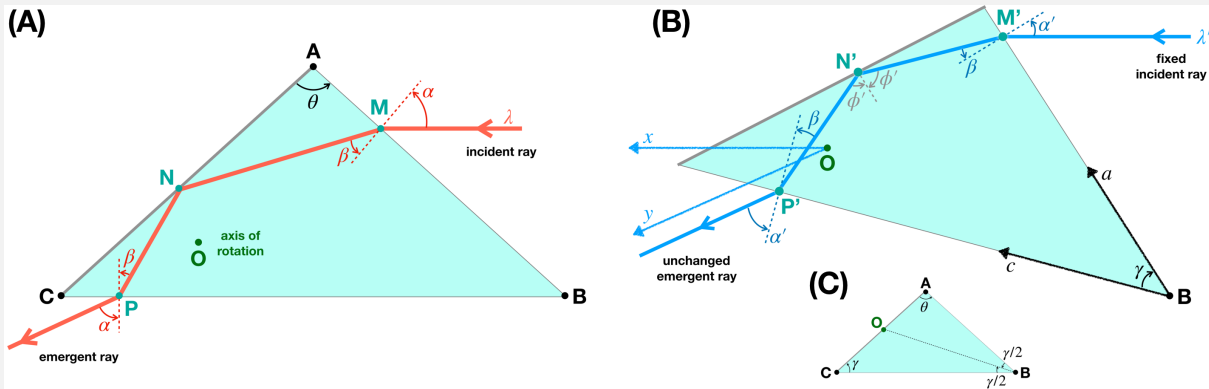 (A)
A
θ
M
α
λ
incident ray
β
N
axis of
rotation
O
β
C
P
B
α
emergent ray
(B)
M'
α'
λ'
fixed
incident ray
N'
β
ϕ'
ϕ'
β
x
O
a
y
P'
α'
c
γ
B
unchanged
emergent ray
(C)
A
θ
O
γ
γ/2
γ/2
C
B